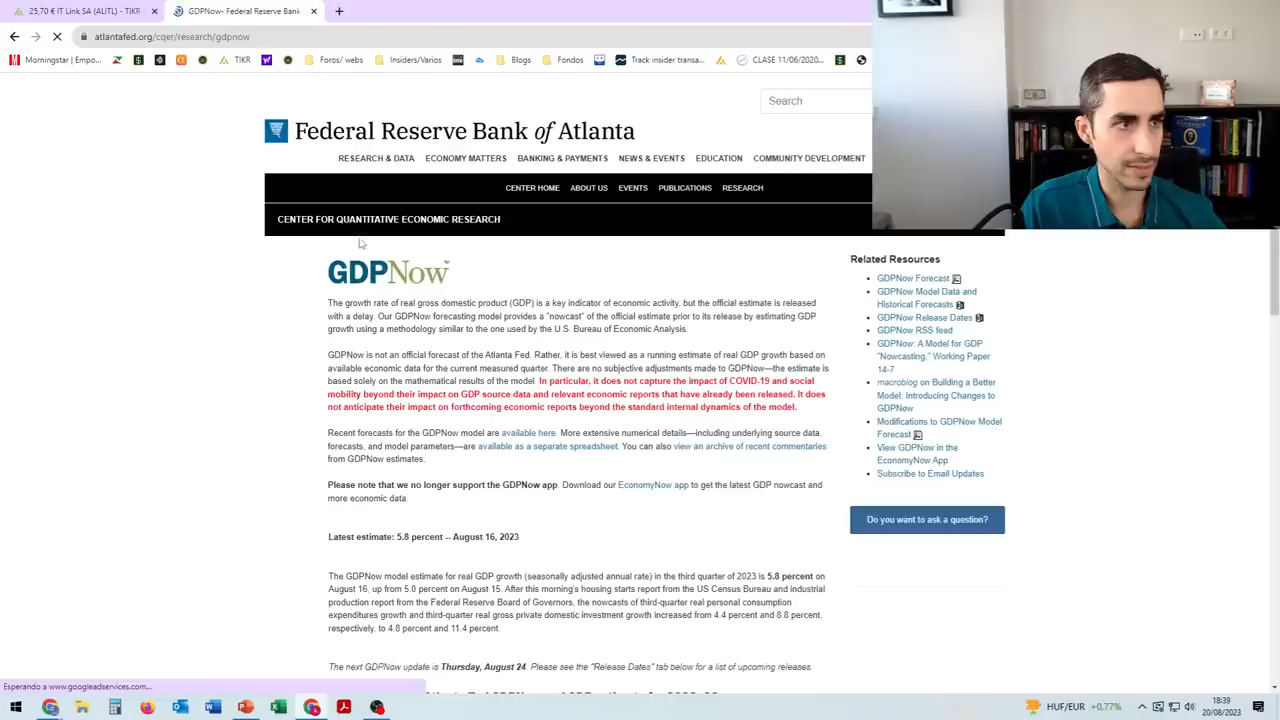 25,70 € IT Link SA (AUTL) - TIKR
GDPNow- Federal Reserve Bank
atlantafed.org/cqer/research/gdpnow
Morningstar | Empo...
TIKR
Foros/ webs
Insiders/Varios
Blogs
Fondos
Track insider transa...
CLASE 11/06/2020...
Search
Federal Reserve Bank of Atlanta
RESEARCH & DATA ECONOMY MATTERS BANKING & PAYMENTS NEWS & EVENTS EDUCATION COMMUNITY DEVELOPMENT
CENTER HOME ABOUT US EVENTS PUBLICATIONS RESEARCH
CENTER FOR QUANTITATIVE ECONOMIC RESEARCH
GDPNow™
The growth rate of real gross domestic product (GDP) is a key indicator of economic activity, but the official estimate is released
with a delay. Our GDPNow forecasting model provides a "nowcast" of the official estimate prior to its release by estimating GDP
growth using a methodology similar to the one used by the U.S. Bureau of Economic Analysis.
GDPNow is not an official forecast of the Atlanta Fed. Rather, it is best viewed as a running estimate of real GDP growth based on
available economic data for the current measured quarter. There are no subjective adjustments made to GDPNow—the estimate is
based solely on the mathematical results of the model. In particular, it does not capture the impact of COVID-19 and social
mobility beyond their impact on GDP source data and relevant economic reports that have already been released. It does
not anticipate their impact on forthcoming economic reports beyond the standard internal dynamics of the model.
Recent forecasts for the GDPNow model are available here. More extensive numerical details—including underlying source data,
forecasts, and model parameters—are available as a separate spreadsheet. You can also view an archive of recent commentaries
from GDPNow estimates.
Please note that we no longer support the GDPNow app. Download our EconomyNow app to get the latest GDP nowcast and
more economic data.
Latest estimate: 5.8 percent -- August 16, 2023
The GDPNow model estimate for real GDP growth (seasonally adjusted annual rate) in the third quarter of 2023 is 5.8 percent on
August 16, up from 5.0 percent on August 15. After this morning's housing starts report from the US Census Bureau and industrial
production report from the Federal Reserve Board of Governors, the nowcasts of third-quarter real personal consumption
expenditures growth and third-quarter real gross private domestic investment growth increased from 4.4 percent and 8.8 percent,
respectively, to 4.8 percent and 11.4 percent.
The next GDPNow update is Thursday, August 24. Please see the "Release Dates" tab below for a list of upcoming releases.
Related Resources
GDPNow Forecast
GDPNow Model Data and
Historical Forecasts
GDPNow Release Dates
GDPNow RSS feed
GDPNow: A Model for GDP
"Nowcasting," Working Paper
14-7
macroblog on Building a Better
Model: Introducing Changes to
GDPNow
Modifications to GDPNow Model
Forecast
View GDPNow in the
EconomyNow App
Subscribe to Email Updates
Do you want to ask a question?
Esperando a www.googleadservices.com...
HUF/EUR +0,77%
18:39
20/08/2023